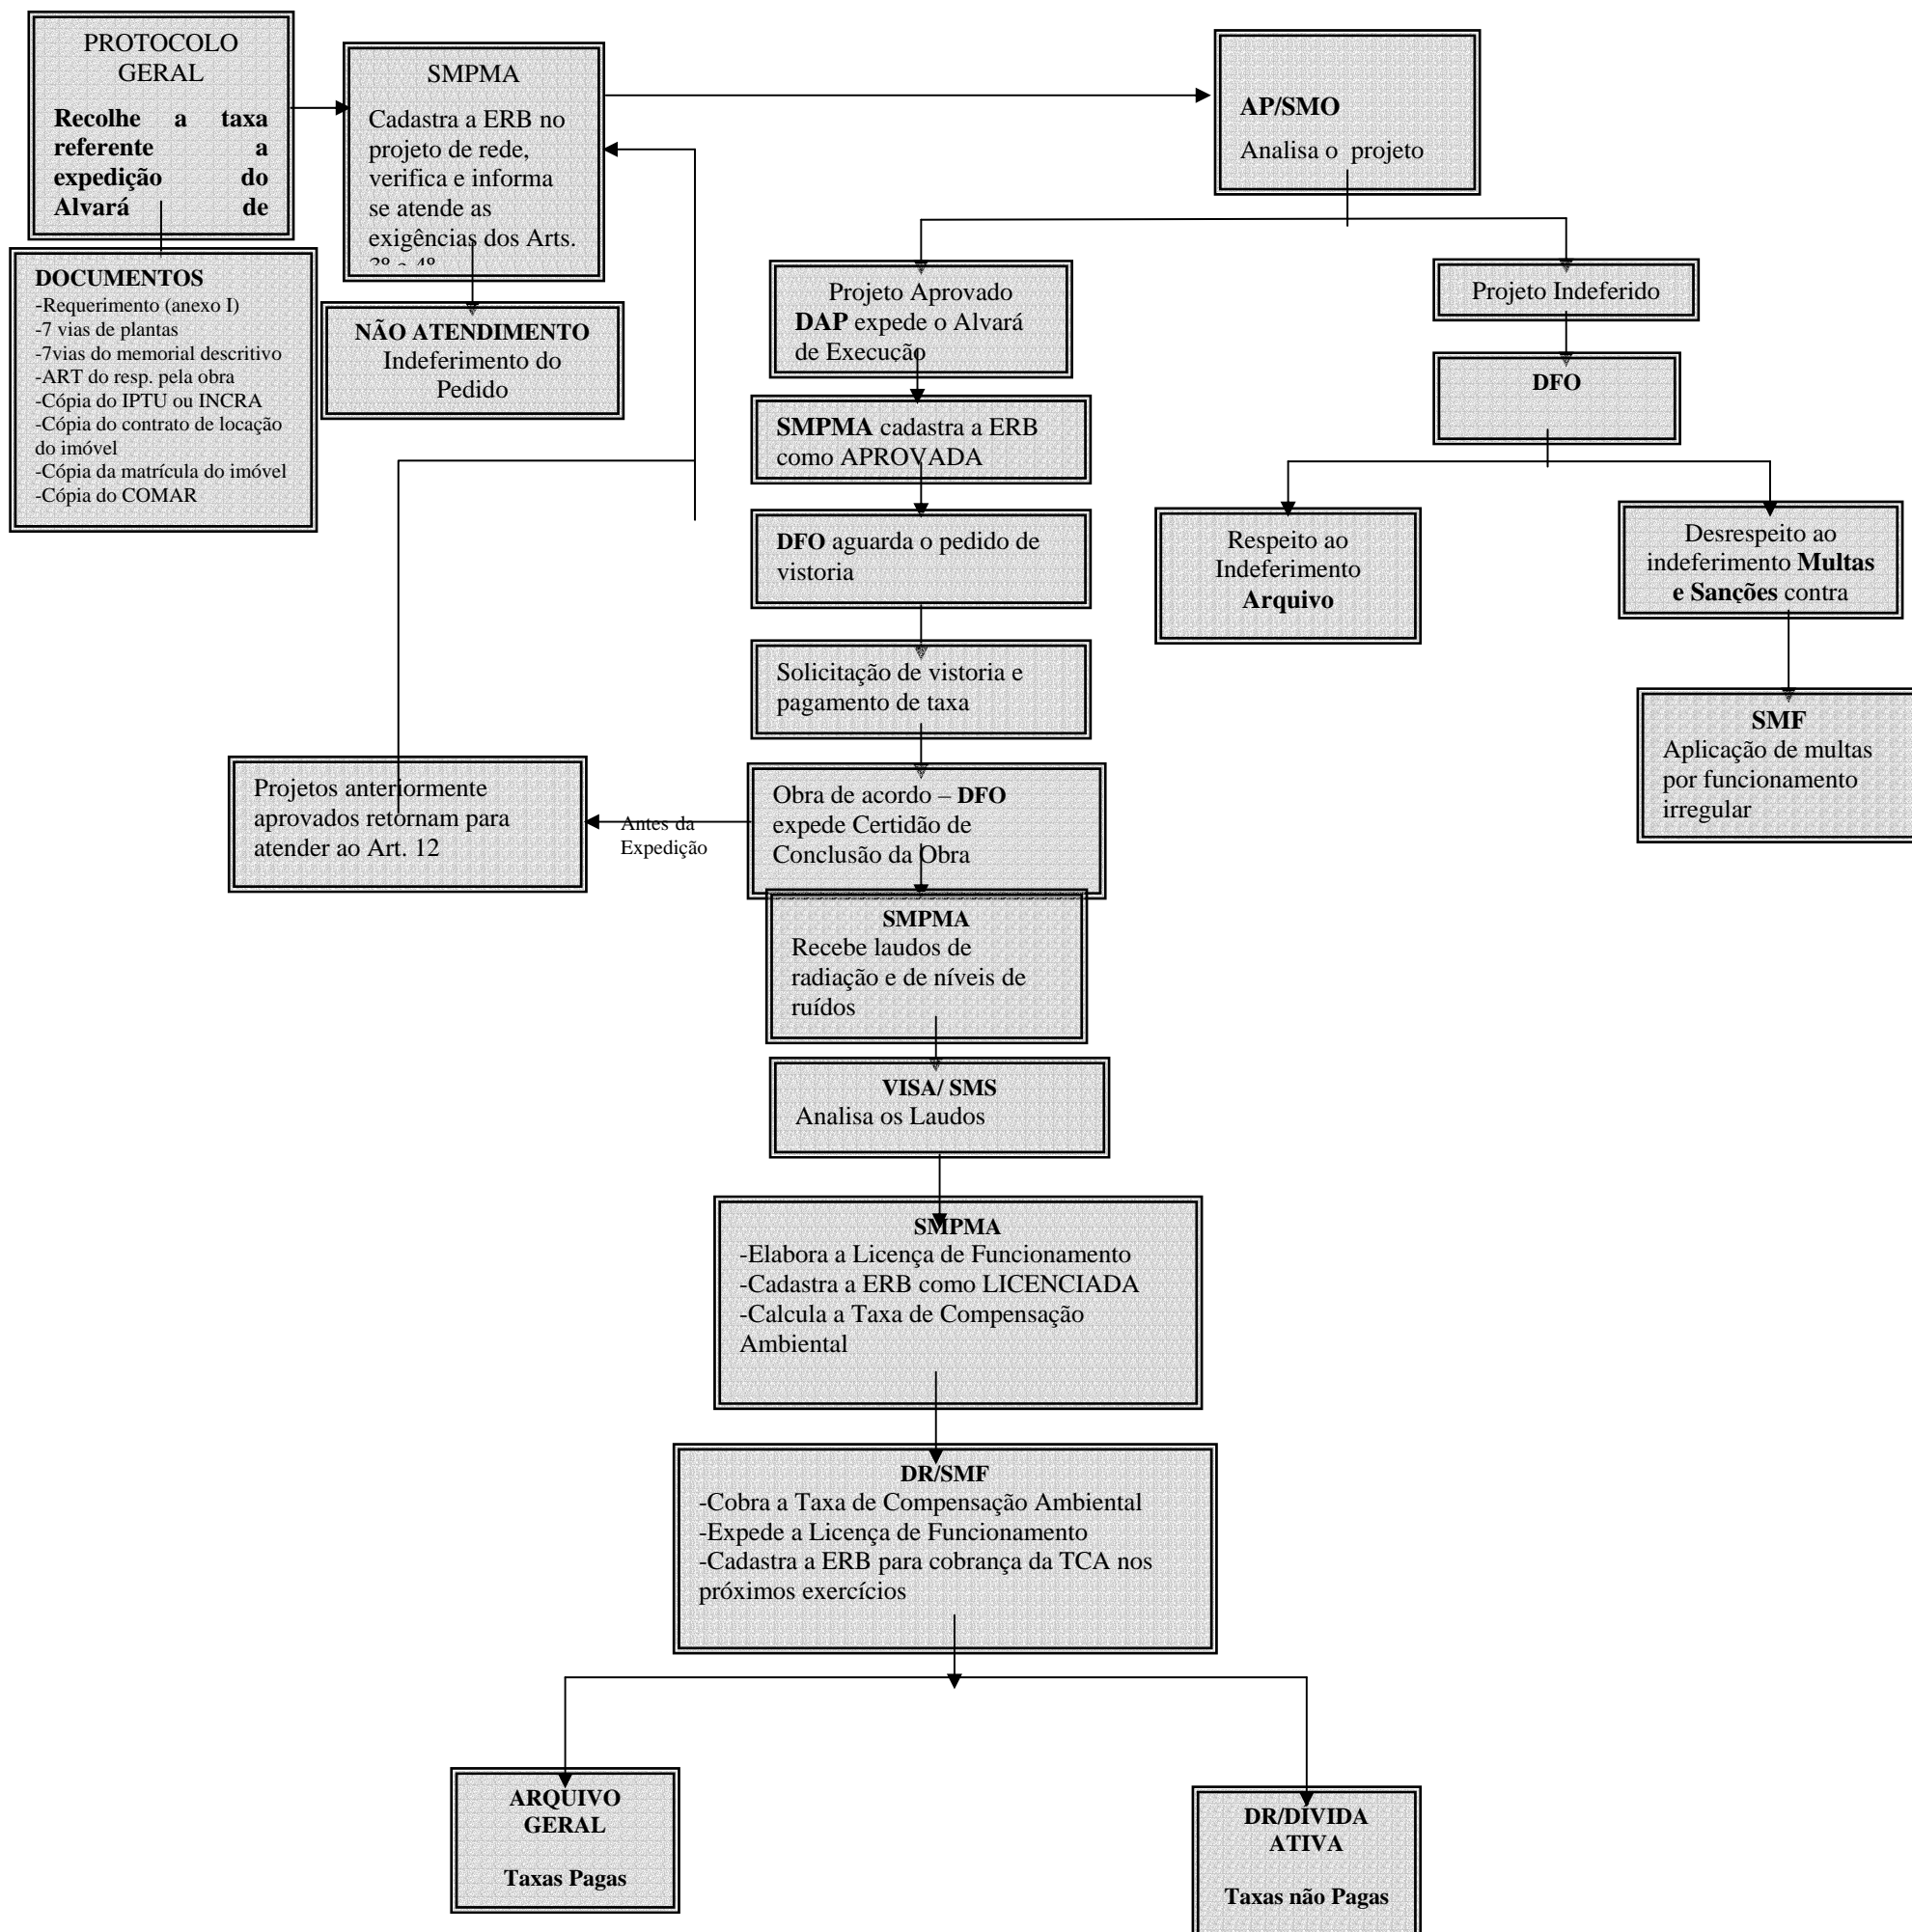 PROTOCOLO
GERAL
Recolhe a taxa
referente a
expedição do
Alvará de
SMPMA
Cadastra a ERB no
projeto de rede,
verifica e informa
se atende as
exigências dos Arts.
3º e 4º
AP/SMO
Analisa o projeto
DOCUMENTOS
-Requerimento (anexo I)
-7 vias de plantas
-7vias do memorial descritivo
-ART do resp. pela obra
-Cópia do IPTU ou INCRA
-Cópia do contrato de locação
do imóvel
-Cópia da matrícula do imóvel
-Cópia do COMAR
NÃO ATENDIMENTO
Indeferimento do
Pedido
Projeto Aprovado
DAP expede o Alvará
de Execução
Projeto Indeferido
DFO
SMPMA cadastra a ERB
como APROVADA
DFO aguarda o pedido de
vistoria
Respeito ao
Indeferimento
Arquivo
Desrespeito ao
indeferimento Multas
e Sanções contra
Solicitação de vistoria e
pagamento de taxa
SMF
Aplicação de multas
por funcionamento
irregular
Projetos anteriormente
aprovados retornam para
atender ao Art. 12
Antes da
Expedição
Obra de acordo – DFO
expede Certidão de
Conclusão da Obra
SMPMA
Recebe laudos de
radiação e de níveis de
ruídos
VISA/ SMS
Analisa os Laudos
SMPMA
-Elabora a Licença de Funcionamento
-Cadastra a ERB como LICENCIADA
-Calcula a Taxa de Compensação
Ambiental
DR/SMF
-Cobra a Taxa de Compensação Ambiental
-Expede a Licença de Funcionamento
-Cadastra a ERB para cobrança da TCA nos
próximos exercícios
ARQUIVO
GERAL
Taxas Pagas
DR/DÍVIDA
ATIVA
Taxas não Pagas